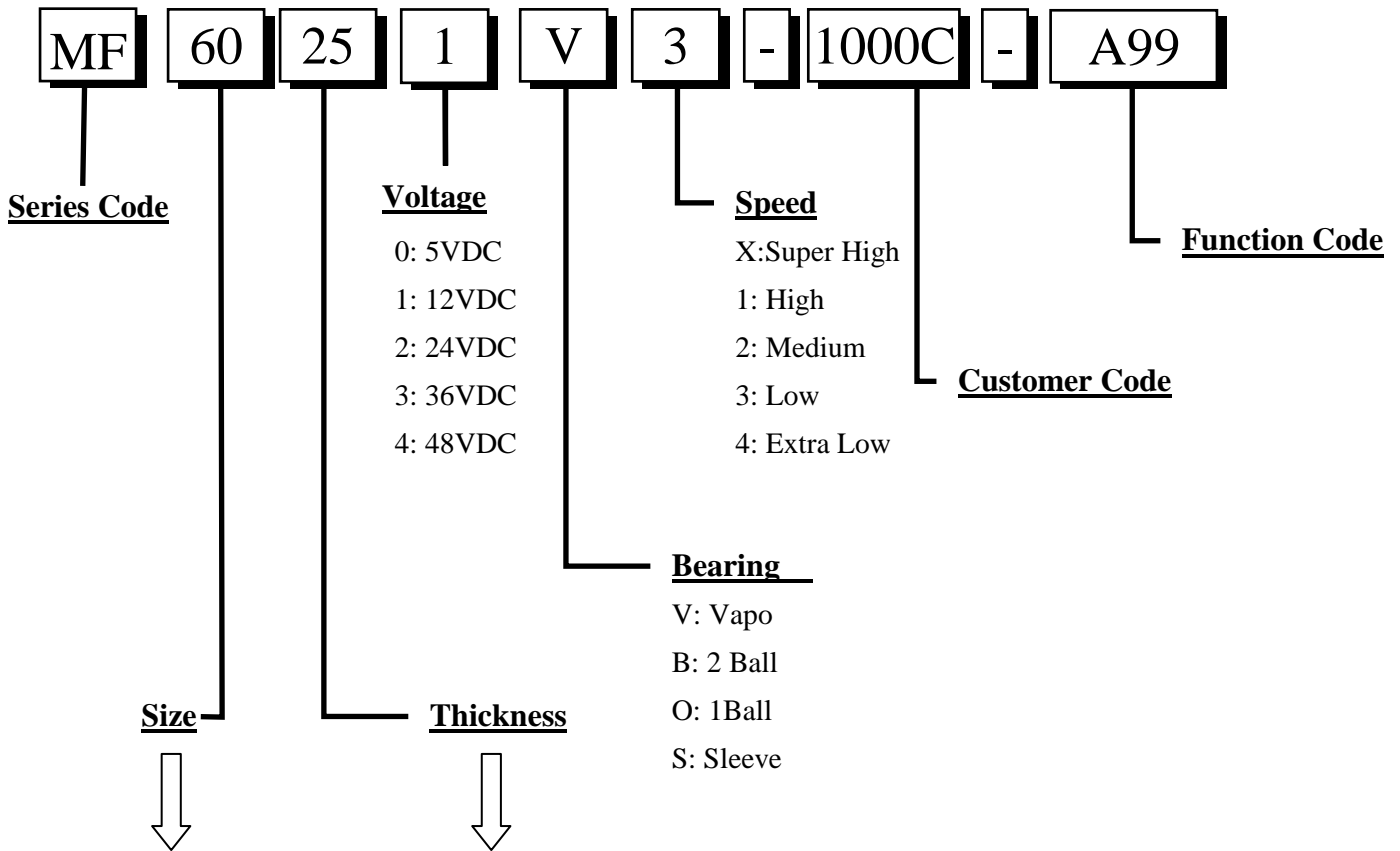 MF 60 25 1 V 3 - 1000C - A99
Series Code
Voltage
0: 5VDC
1: 12VDC
2: 24VDC
3: 36VDC
4: 48VDC
Speed
X:Super High
1: High
2: Medium
3: Low
4: Extra Low
Function Code
Customer Code
Bearing
V: Vapo
B: 2 Ball
O: 1Ball
S: Sleeve
Size
Thickness